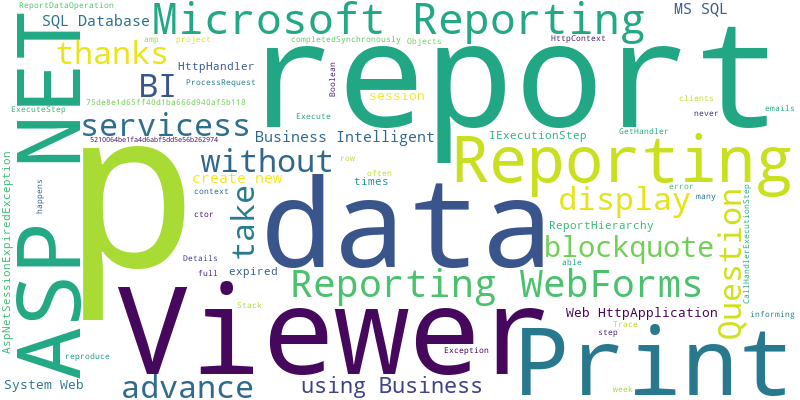 ReportDataOperation
SQL Database
Microsoft Reporting
MS SQL
thanks
amp
project
completedSynchronously
Objects
HttpContext
report
BI
HttpHandler
ProcessRequest
Boolean
75de8e1d65ff40d1ba666d940af5b118
session
clients
emails
never
ExecuteStep
servicess
Execute
GetHandler
5210064be1fa4d6abf5dd5e56b262974
Business Intelligent
IExecutionStep
ASP NET
p
without
row
Reporting
error
AspNetSessionExpiredException
happens
create new
often
times
data
context
take
display
many
Question
CallHandlerExecutionStep
ctor
ReportHierarchy
blockquote
Details
able
full
expired
Reporting WebForms
Viewer
Stack
Web HttpApplication
informing
Trace
step
Print
Exception
reproduce
System Web
advance
using Business
week